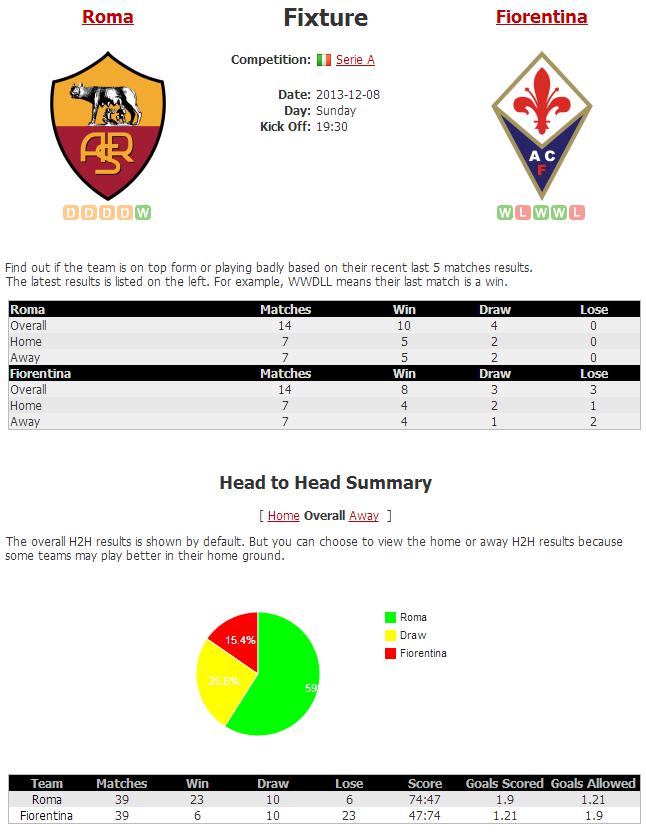 Roma Fixture Fiorentina
Competition: Serie A
Date: 2013-12-08
Day: Sunday
Kick Off: 19:30
ASR
A C
F
D D D D W
W L W W L
Find out if the team is on top form or playing badly based on their recent last 5 matches results.
The latest results is listed on the left. For example, WWDLL means their last match is a win.
Roma Matches Win Draw Lose
Overall 14 10 4 0
Home 7 5 2 0
Away 7 5 2 0
Fiorentina Matches Win Draw Lose
Overall 14 8 3 3
Home 7 4 2 1
Away 7 4 1 2
Head to Head Summary
[ Home Overall Away ]
The overall H2H results is shown by default. But you can choose to view the home or away H2H results because
some teams may play better in their home ground.
Roma
Draw
Fiorentina
15.4%
25.6%
59
Team Matches Win Draw Lose Score Goals Scored Goals Allowed
Roma 39 23 10 6 74:47 1.9 1.21
Fiorentina 39 6 10 23 47:74 1.21 1.9